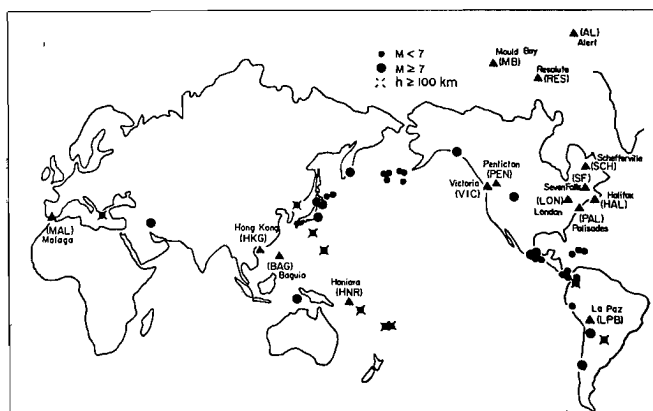 (AL)
Alert
Mould Bay
(MB)
Resolute
(RES)
M < 7
M ≥ 7
h ≥ 100 km
Schefferville
(SCH)
(SF)
Seven Falls
Penticton
(PEN)
Victoria
(VIC)
Halifax
(HAL)
(LON)
London
(PAL)
Palisades
(MAL)
Malaga
Hong Kong
(HKG)
(BAG)
Baguio
Honiara
(HNR)
La Paz
(LPB)